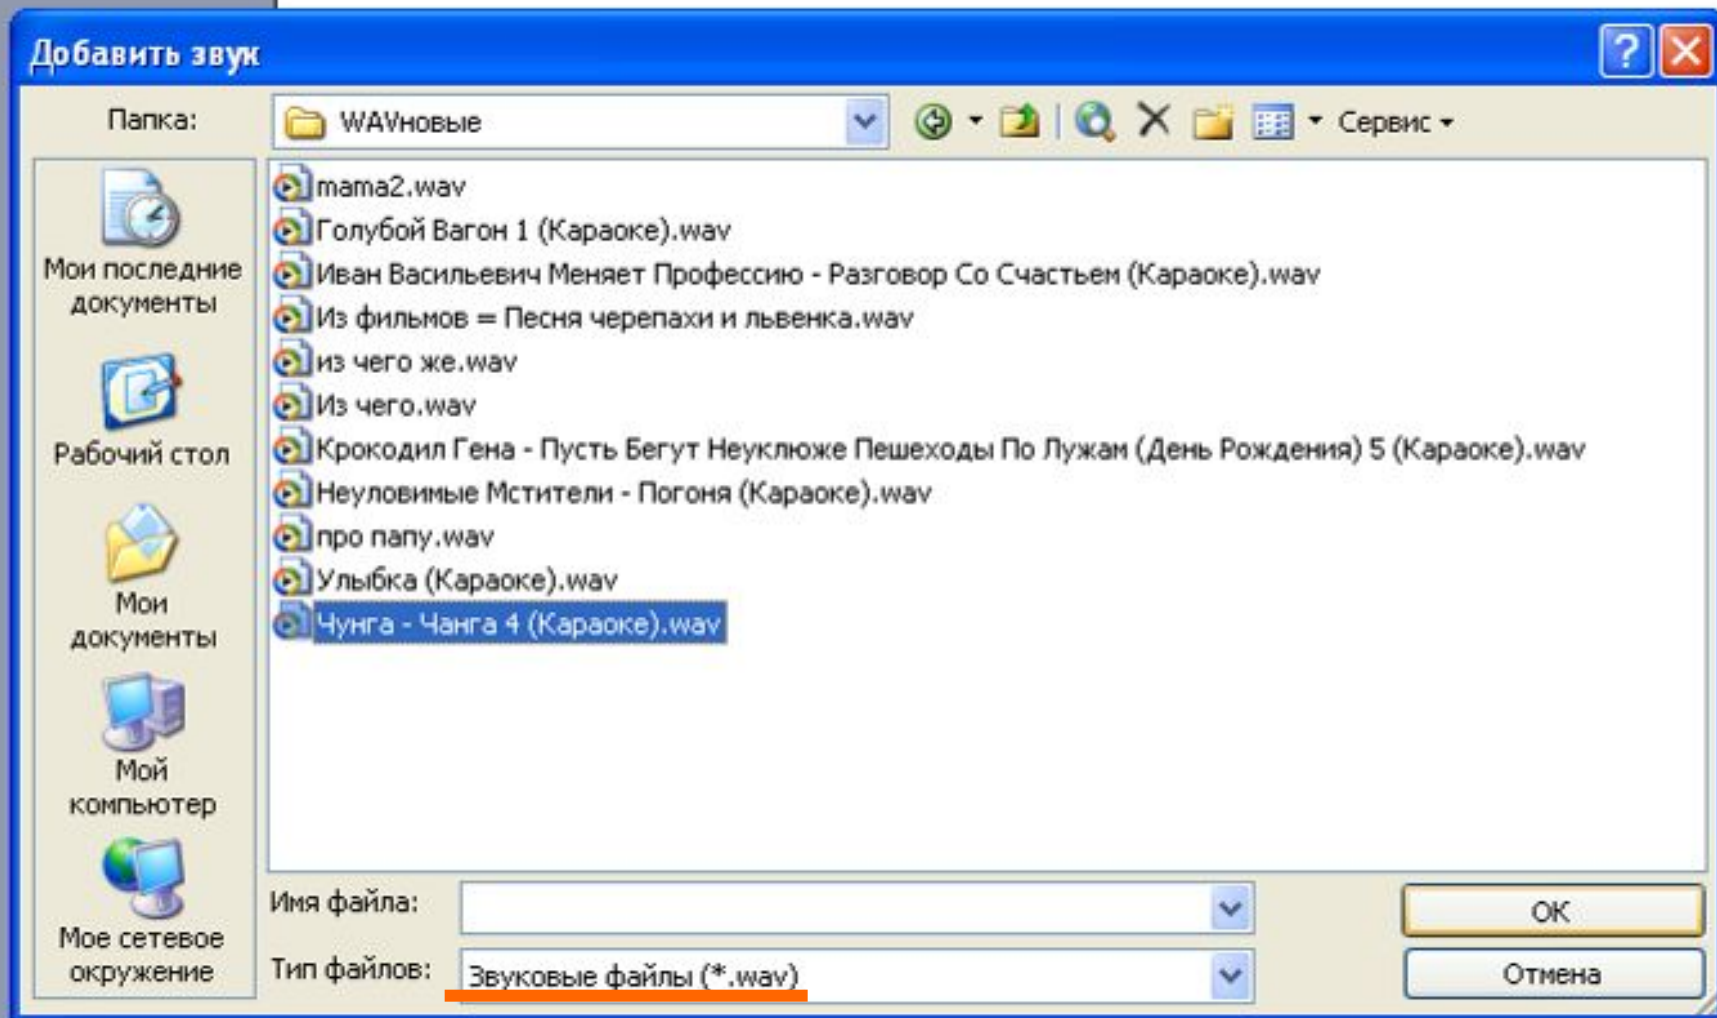 Добавить звук
Папка:
WAVновые
Сервис
mama2.wav
Голубой Вагон 1 (Караоке).wav
Иван Васильевич Меняет Профессию - Разговор Со Счастьем (Караоке).wav
Из фильмов = Песня черепахи и львенка.wav
из чего же.wav
Из чего.wav
Крокодил Гена - Пусть Бегут Неуклюже Пешеходы По Лужам (День Рождения) 5 (Караоке).wav
Неуловимые Мстители - Погоня (Караоке).wav
про папу.wav
Улыбка (Караоке).wav
Чунга - Чанга 4 (Караоке).wav
Мои последние
документы
Рабочий стол
Мои
документы
Мой
компьютер
Мое сетевое
окружение
Имя файла:
ОК
Тип файлов:
Звуковые файлы (*.wav)
Отмена